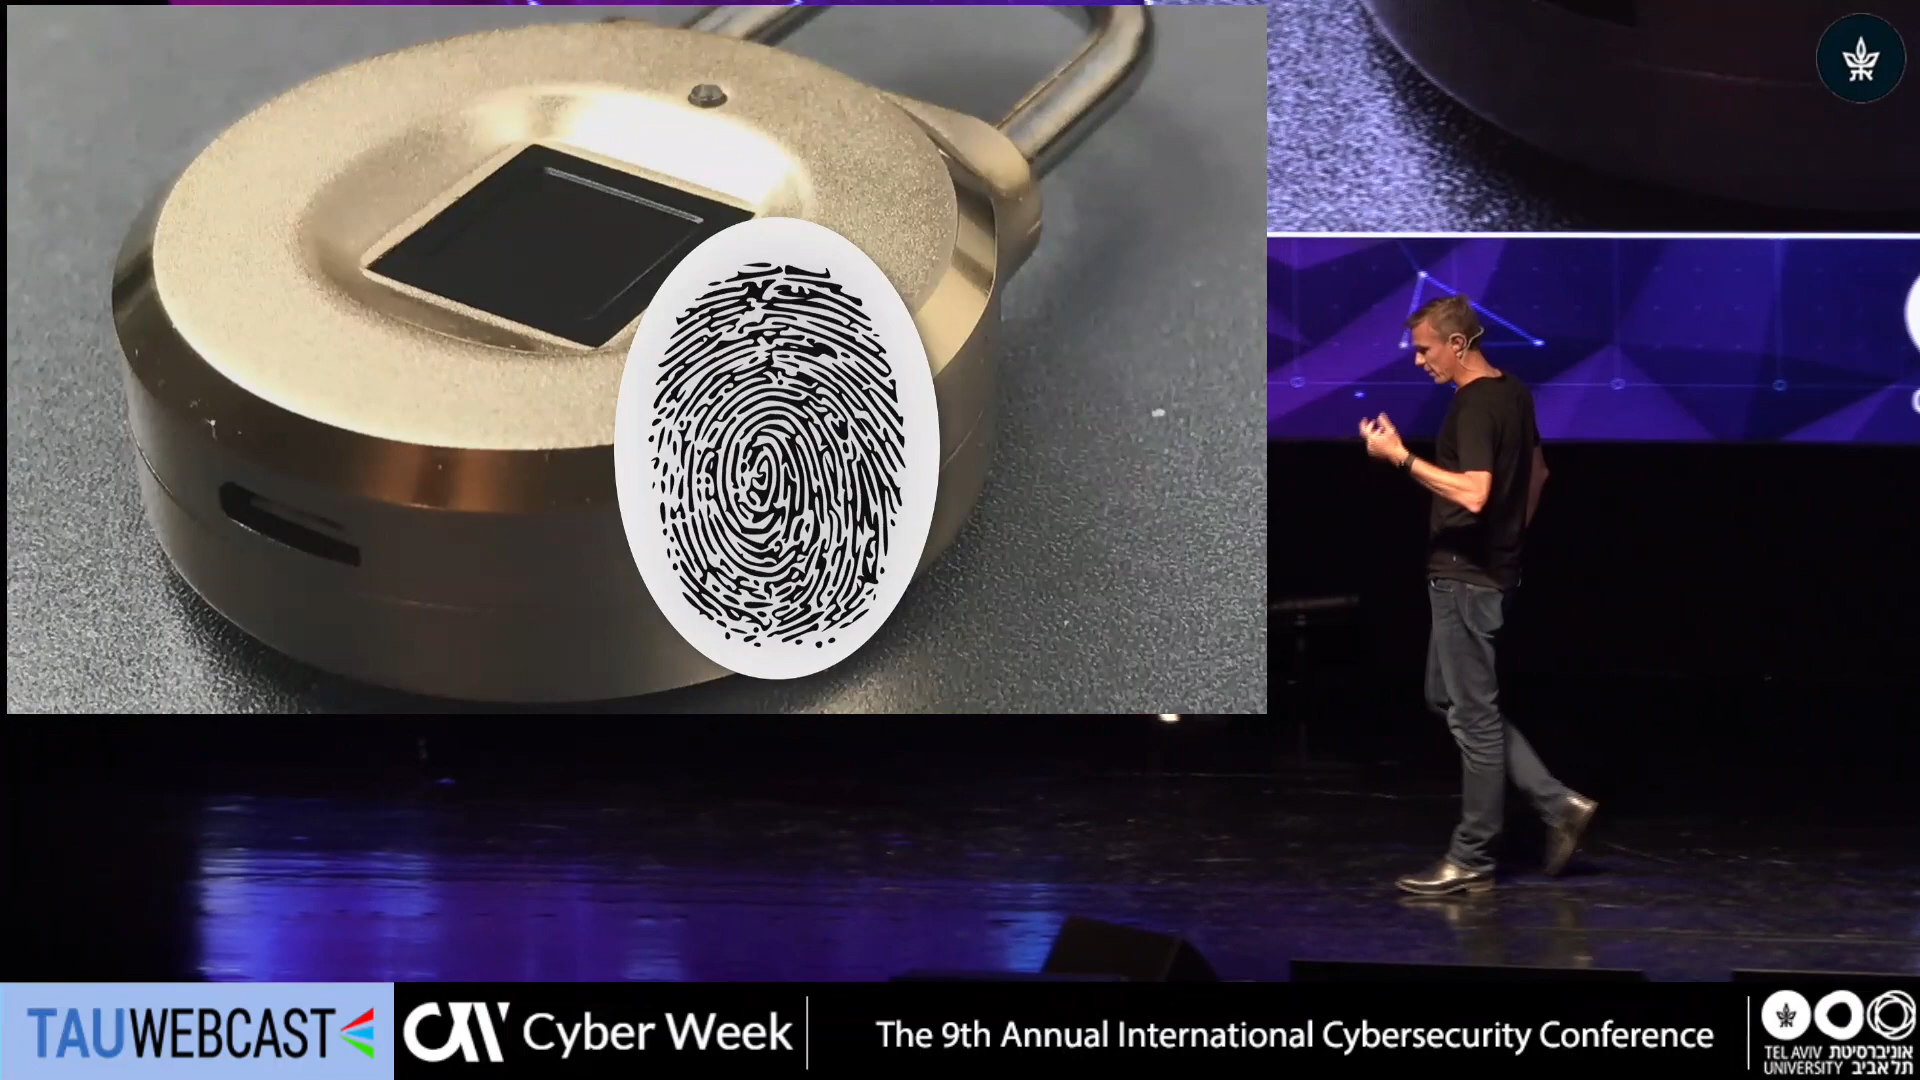 TAUWEBCAST
Cyber Week
The 9th Annual International Cybersecurity Conference
TEL AVIV אוניברסיטת
UNIVERSITY תל אביב